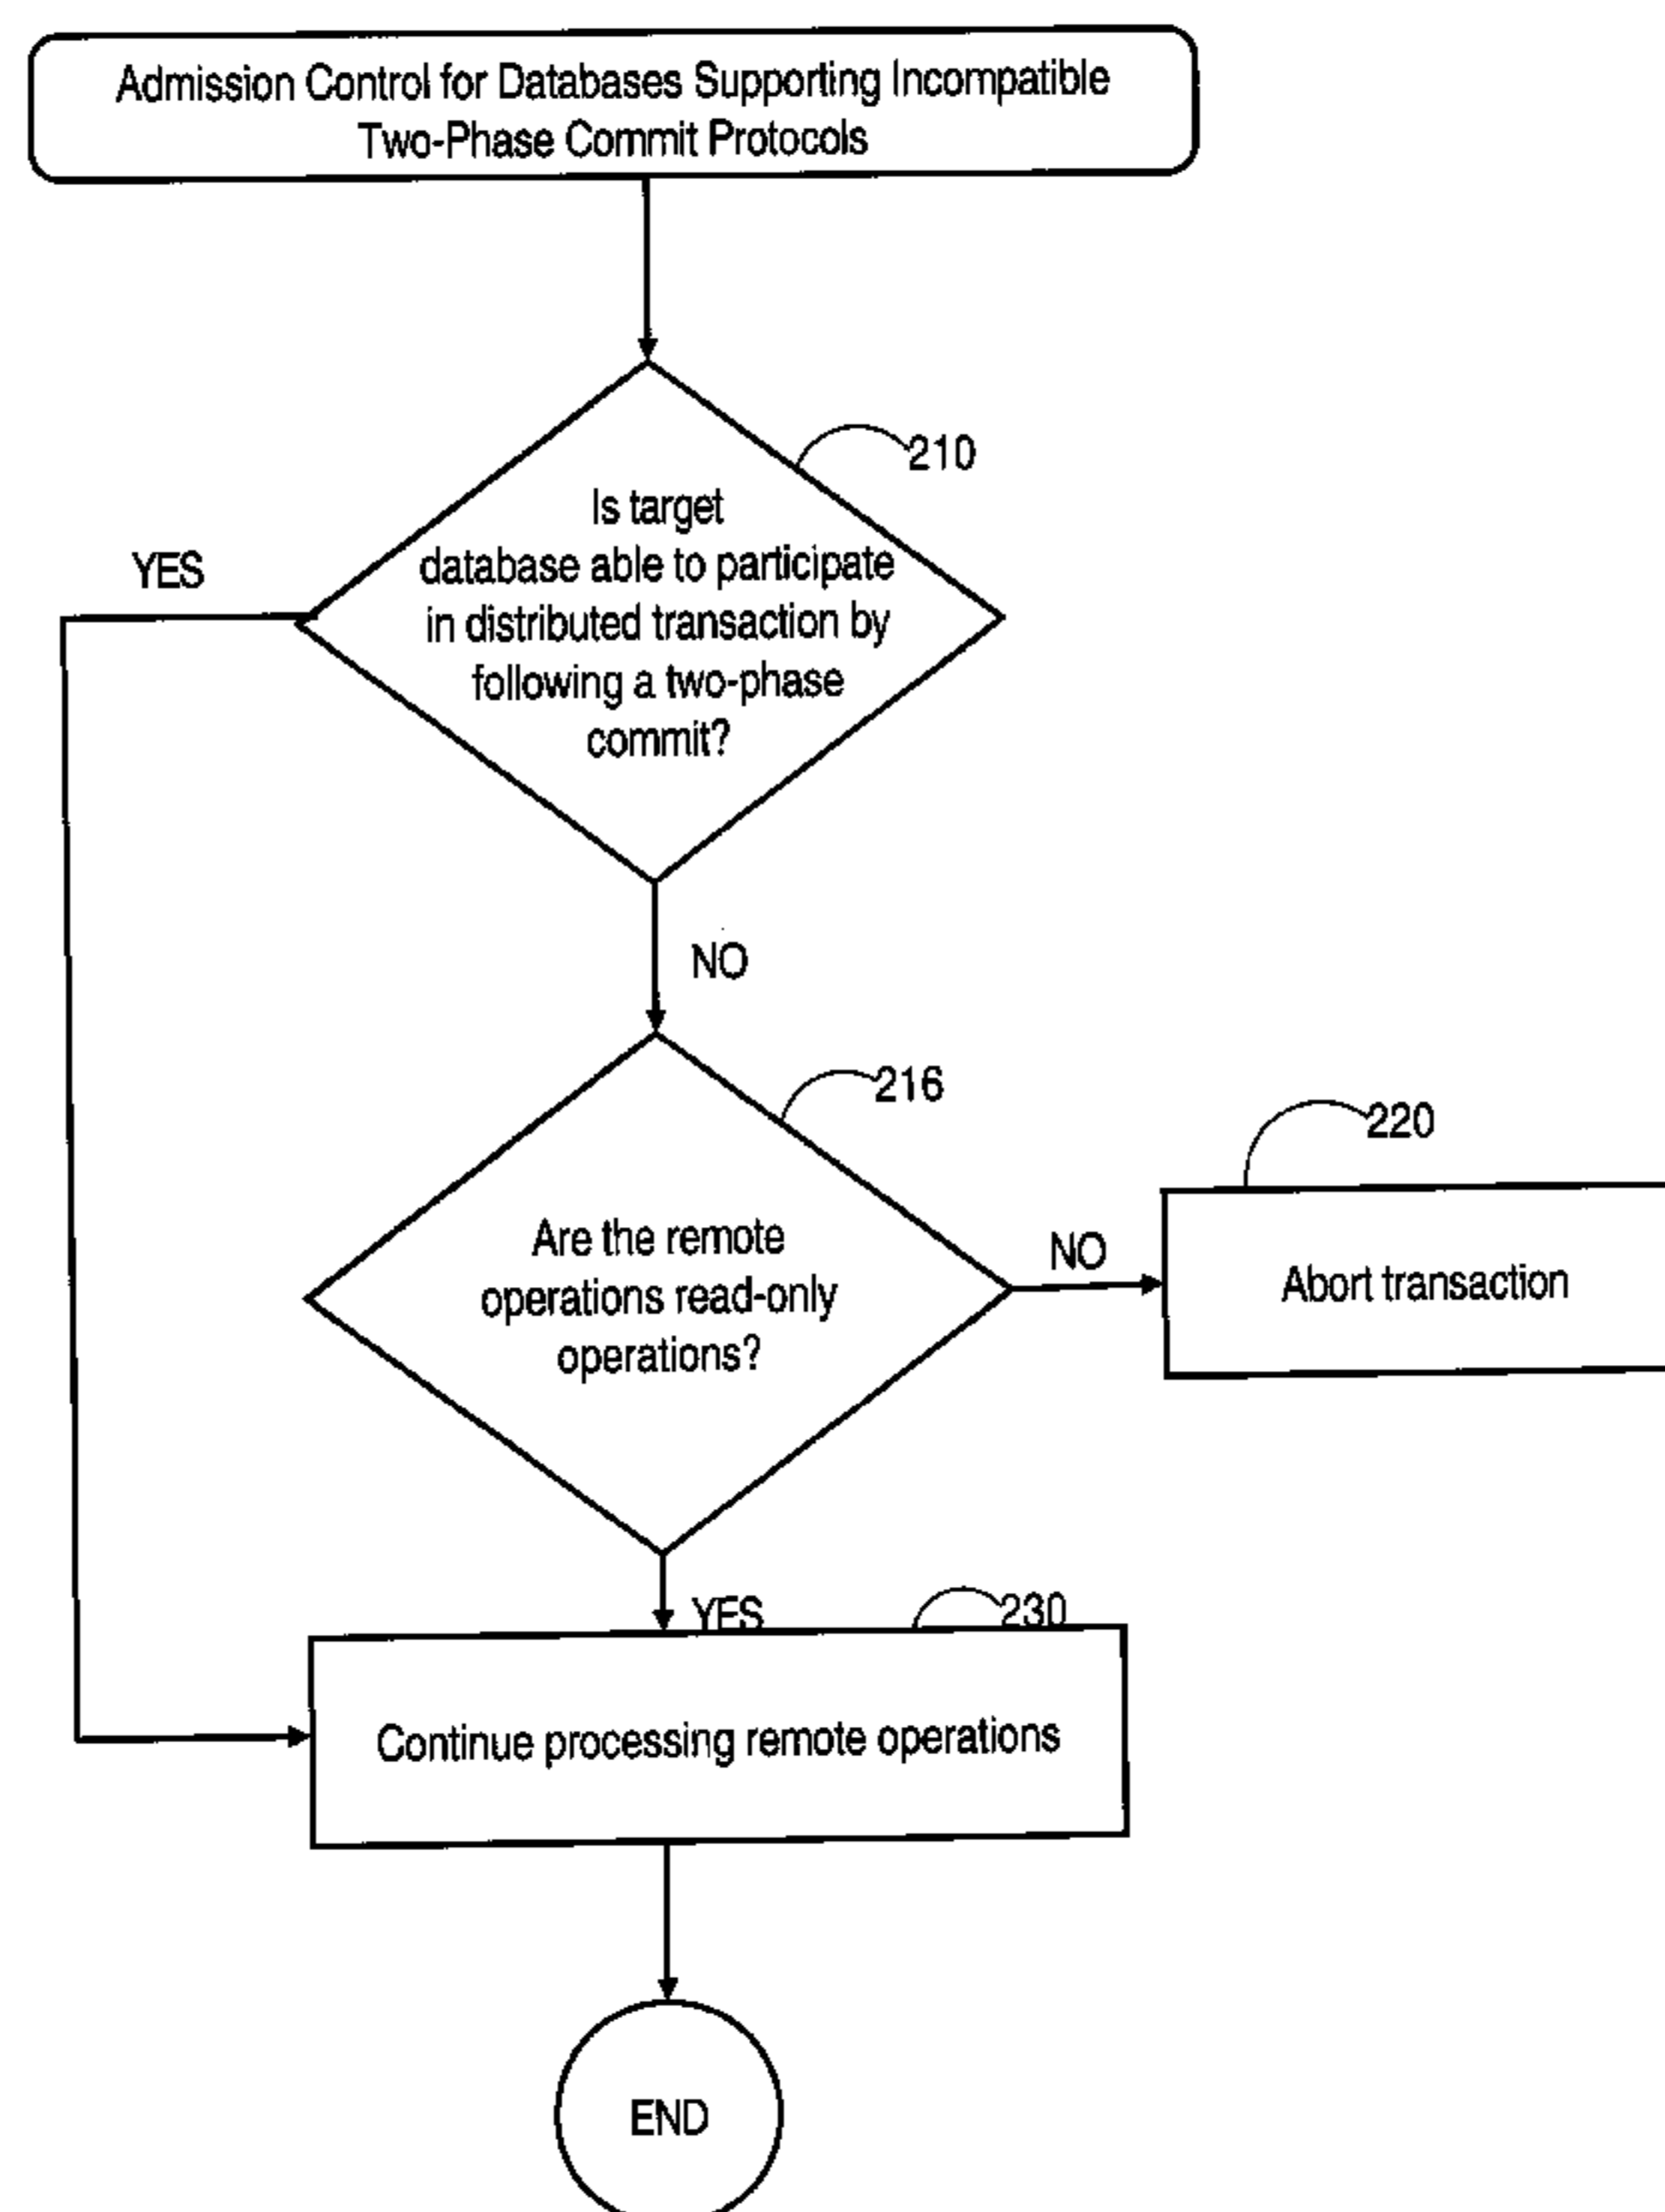 Admission Control for Databases Supporting Incompatible
Two-Phase Commit Protocols
210
Is target
database able to participate
in distributed transaction by
following a two-phase
commit?
YES
NO
216
Are the remote
operations read-only
operations?
NO
220
Abort transaction
YES
230
Continue processing remote operations
END